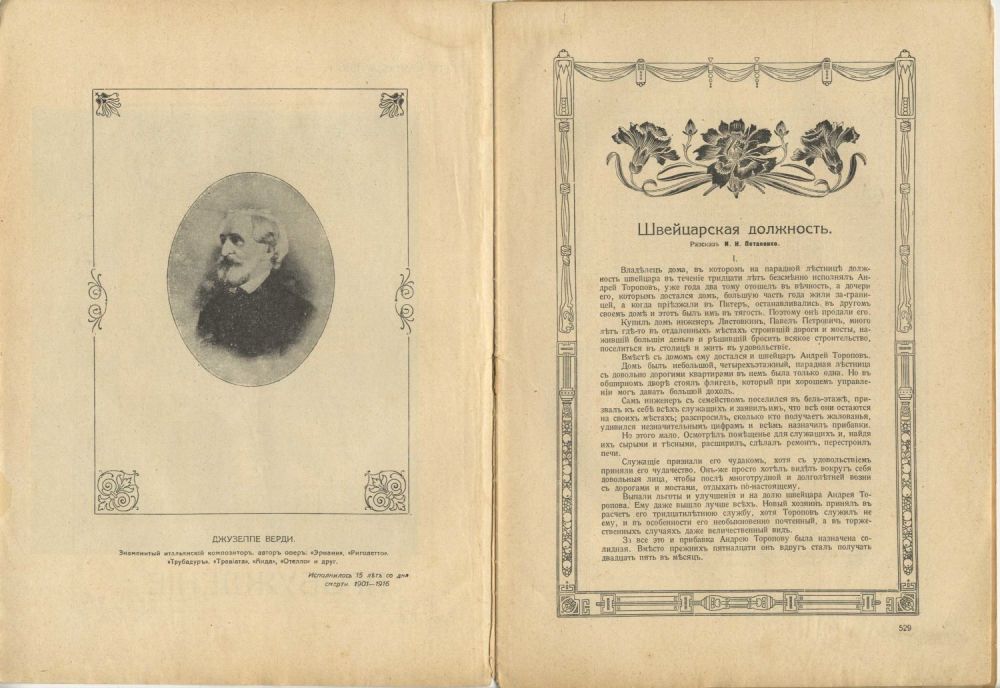 ДЖУЗЕППЕ ВЕРДИ.
Знаменитый итальянскій композиторъ, авторъ оперъ: «Эрнани», «Риголетто»,
«Трубадуръ», «Травіата», «Аида», «Отелло» и друг.
Исполнилось 15 лѣтъ со дня
смерти. 1901—1916
Швейцарская должность.
Разсказъ И. Н. Потапенко.
I.
Владѣлецъ дома, въ которомъ на парадной лѣстницѣ долж-
ность швейцара въ теченіе тридцати лѣтъ безсмѣнно исполнялъ Ан-
дрей Тороповъ, уже года два тому отошелъ въ вѣчность, а дочери
его, которымъ достался домъ, большую часть года жили за-грани-
цей, а когда пріѣзжали въ Питеръ, останавливались въ другомъ
своемъ домѣ и этотъ былъ имъ въ тягость. Поэтому онѣ продали его.
Купилъ домъ инженеръ Листовкинъ, Павелъ Петровичъ, много
лѣтъ гдѣ-то въ отдаленныхъ мѣстахъ строившій дороги и мосты, на-
жившій большія деньги и рѣшившій бросить всякое строительство,
поселиться въ столицѣ и жить въ удовольствіе.
Вмѣстѣ съ домомъ ему достался и швейцаръ Андрей Тороповъ.
Домъ былъ небольшой, четырехъэтажный, парадная лѣстница
съ довольно дорогими квартирами въ немъ была только одна. Но въ
обширномъ дворѣ стоялъ флигель, который при хорошемъ управле-
ніи могъ давать большой доходъ.
Самъ инженеръ съ семействомъ поселился въ бель-этажѣ, при-
звалъ къ себѣ всѣхъ служащихъ и заявилъ имъ, что всѣ они остаются
на своихъ мѣстахъ; разспросилъ, сколько кто получаетъ жалованья,
удивился незначительнымъ цифрамъ и всѣмъ назначилъ прибавки.
Но этого мало. Осмотрѣлъ помѣщенье для служащихъ и, найдя
ихъ сырыми и тѣсными, расширилъ, сдѣлалъ ремонтъ, перестроилъ
печи.
Служащіе признали его чудакомъ, хотя съ удовольствіемъ
приняли его чудачество. Онъ-же просто хотѣлъ видѣть вокругъ себя
довольныя лица, чтобы послѣ многотрудной и долголѣтней возни
съ дорогами и мостами, отдыхать по-настоящему.
Выпали льготы и улучшенія и на долю швейцара Андрея То-
ропова. Ему даже вышло лучше всѣхъ. Новый хозяинъ принялъ въ
расчетъ его тридцатилѣтнюю службу, хотя Тороповъ служилъ не
ему, и въ особенности его необыкновенно почтенный, а въ торже-
ственныхъ случаяхъ даже величественный видъ.
За все это и прибавка Андрею Торопову была назначена со-
лидная. Вмѣсто прежнихъ пятнадцати онъ вдругъ сталъ получать
двадцать пять въ мѣсяцъ.
529